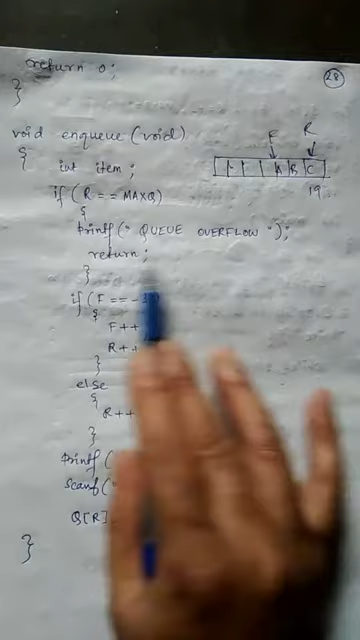 return 0;
28
}
void enqueue (void)
{
int item;
F R
A B C
19
if (R == MAXQ)
{
printf(" QUEUE OVERFLOW ");
return;
}
if (F == -1
{
F++
R++
}
else
{
R++
}
printf(
scanf("
Q[R]
}